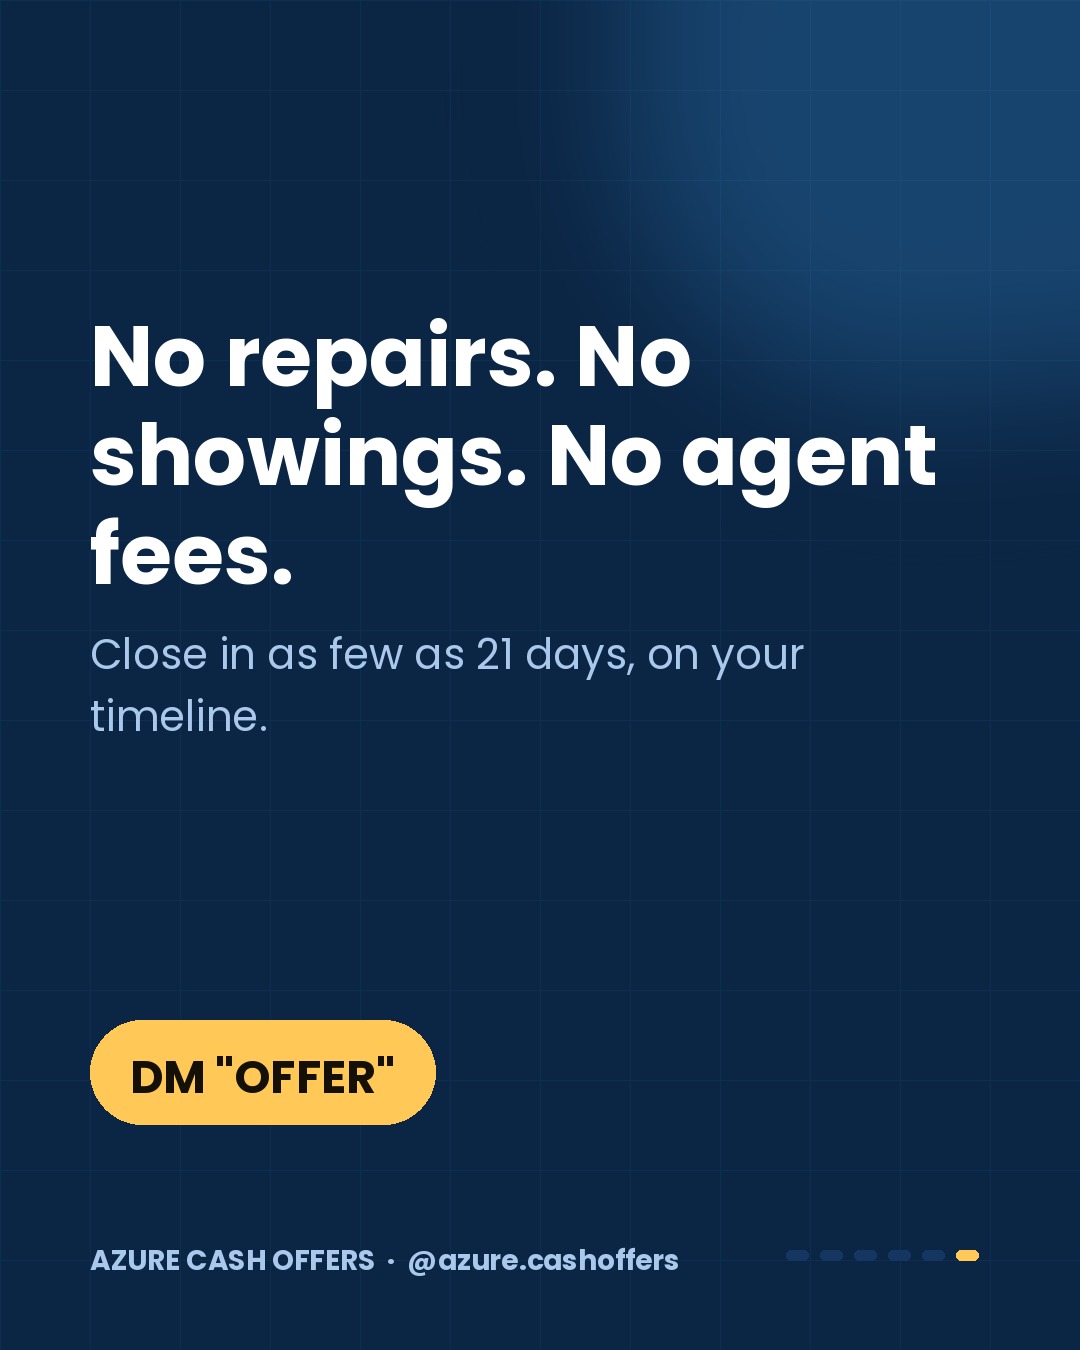 No repairs. No
showings. No agent
fees.
Close in as few as 21 days, on your
timeline.
DM "OFFER"
AZURE CASH OFFERS · @azure.cashoffers